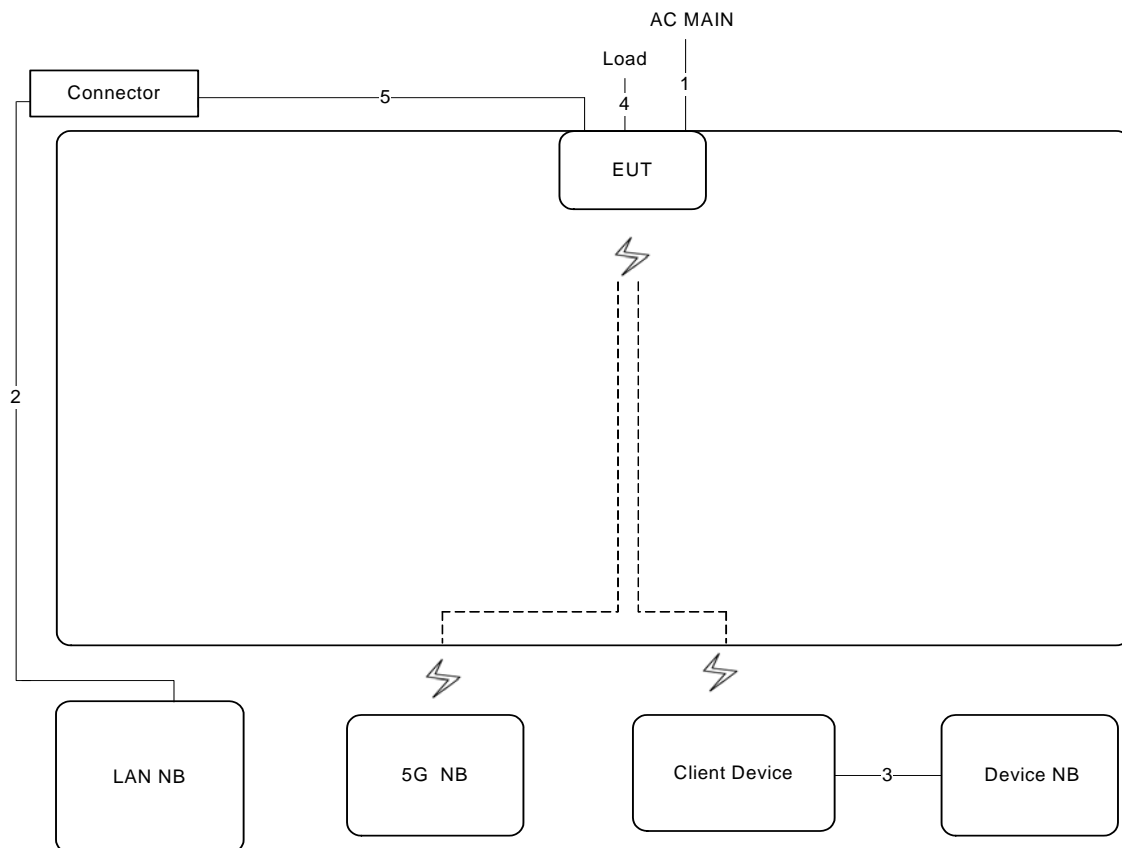 AC MAIN
Load
1
Connector
5
4
EUT
2
LAN NB
5G NB
Client Device
3
Device NB